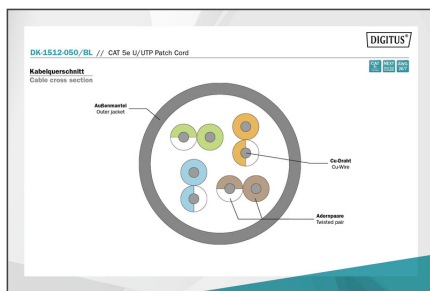 DIGITUS®
DK-1512-050/BL // CAT 5e U/UTP Patch Cord
Kabelquerschnitt
Cable cross section
Außenmantel
Outer jacket
Cu-Draht
Cu-Wire
Adernpaare
Twisted pair